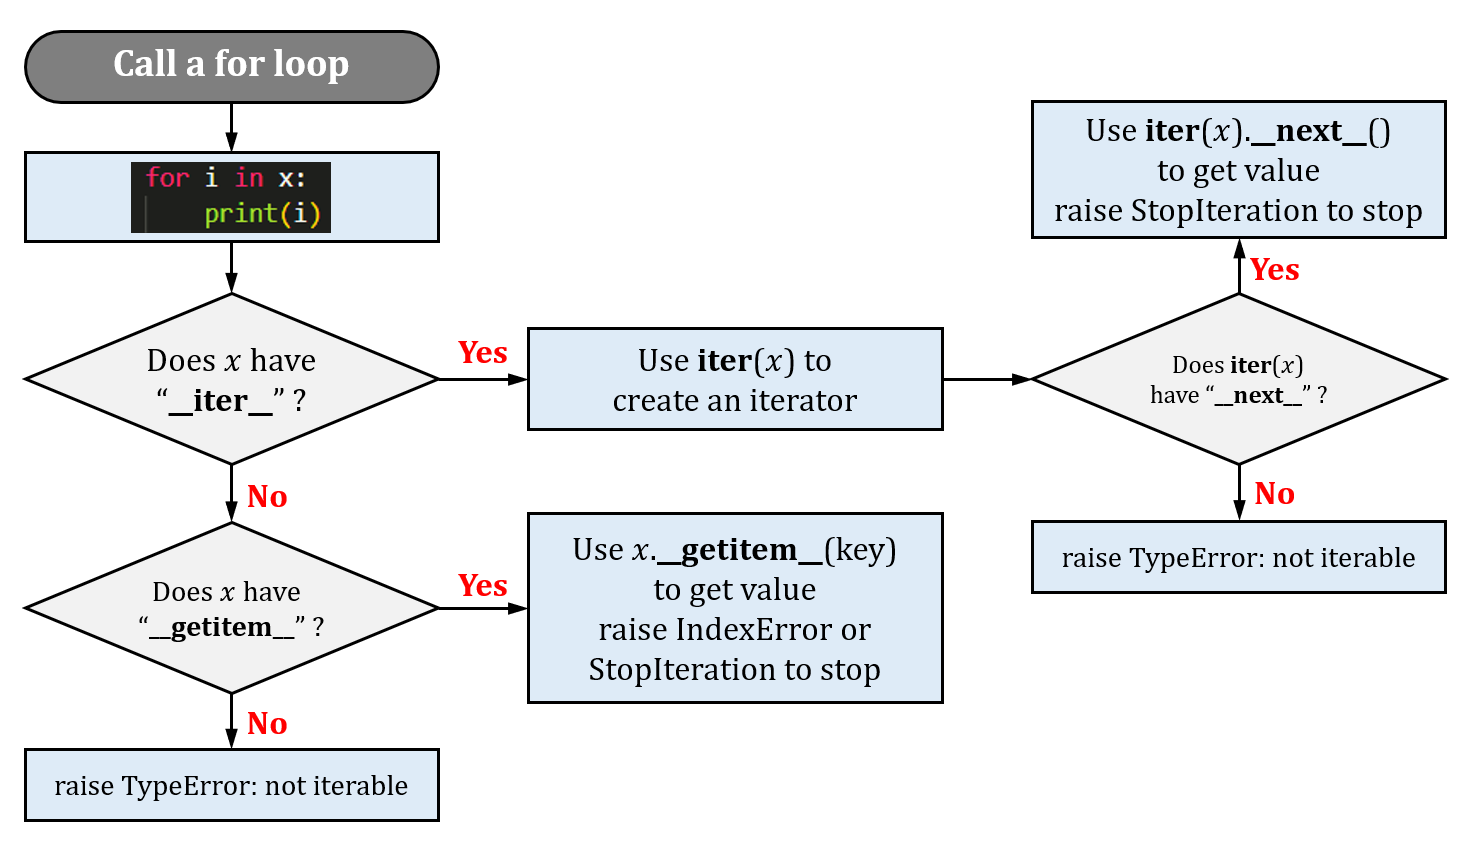 Call a for loop
for i in x:
print(i)
Does x have
“__iter__” ?
Yes
Use iter(x) to
create an iterator
Does iter(x)
have “__next__” ?
Yes
Use iter(x).__next__()
to get value
raise StopIteration to stop
No
raise TypeError: not iterable
No
Does x have
“__getitem__” ?
Yes
Use x.__getitem__(key)
to get value
raise IndexError or
StopIteration to stop
No
raise TypeError: not iterable